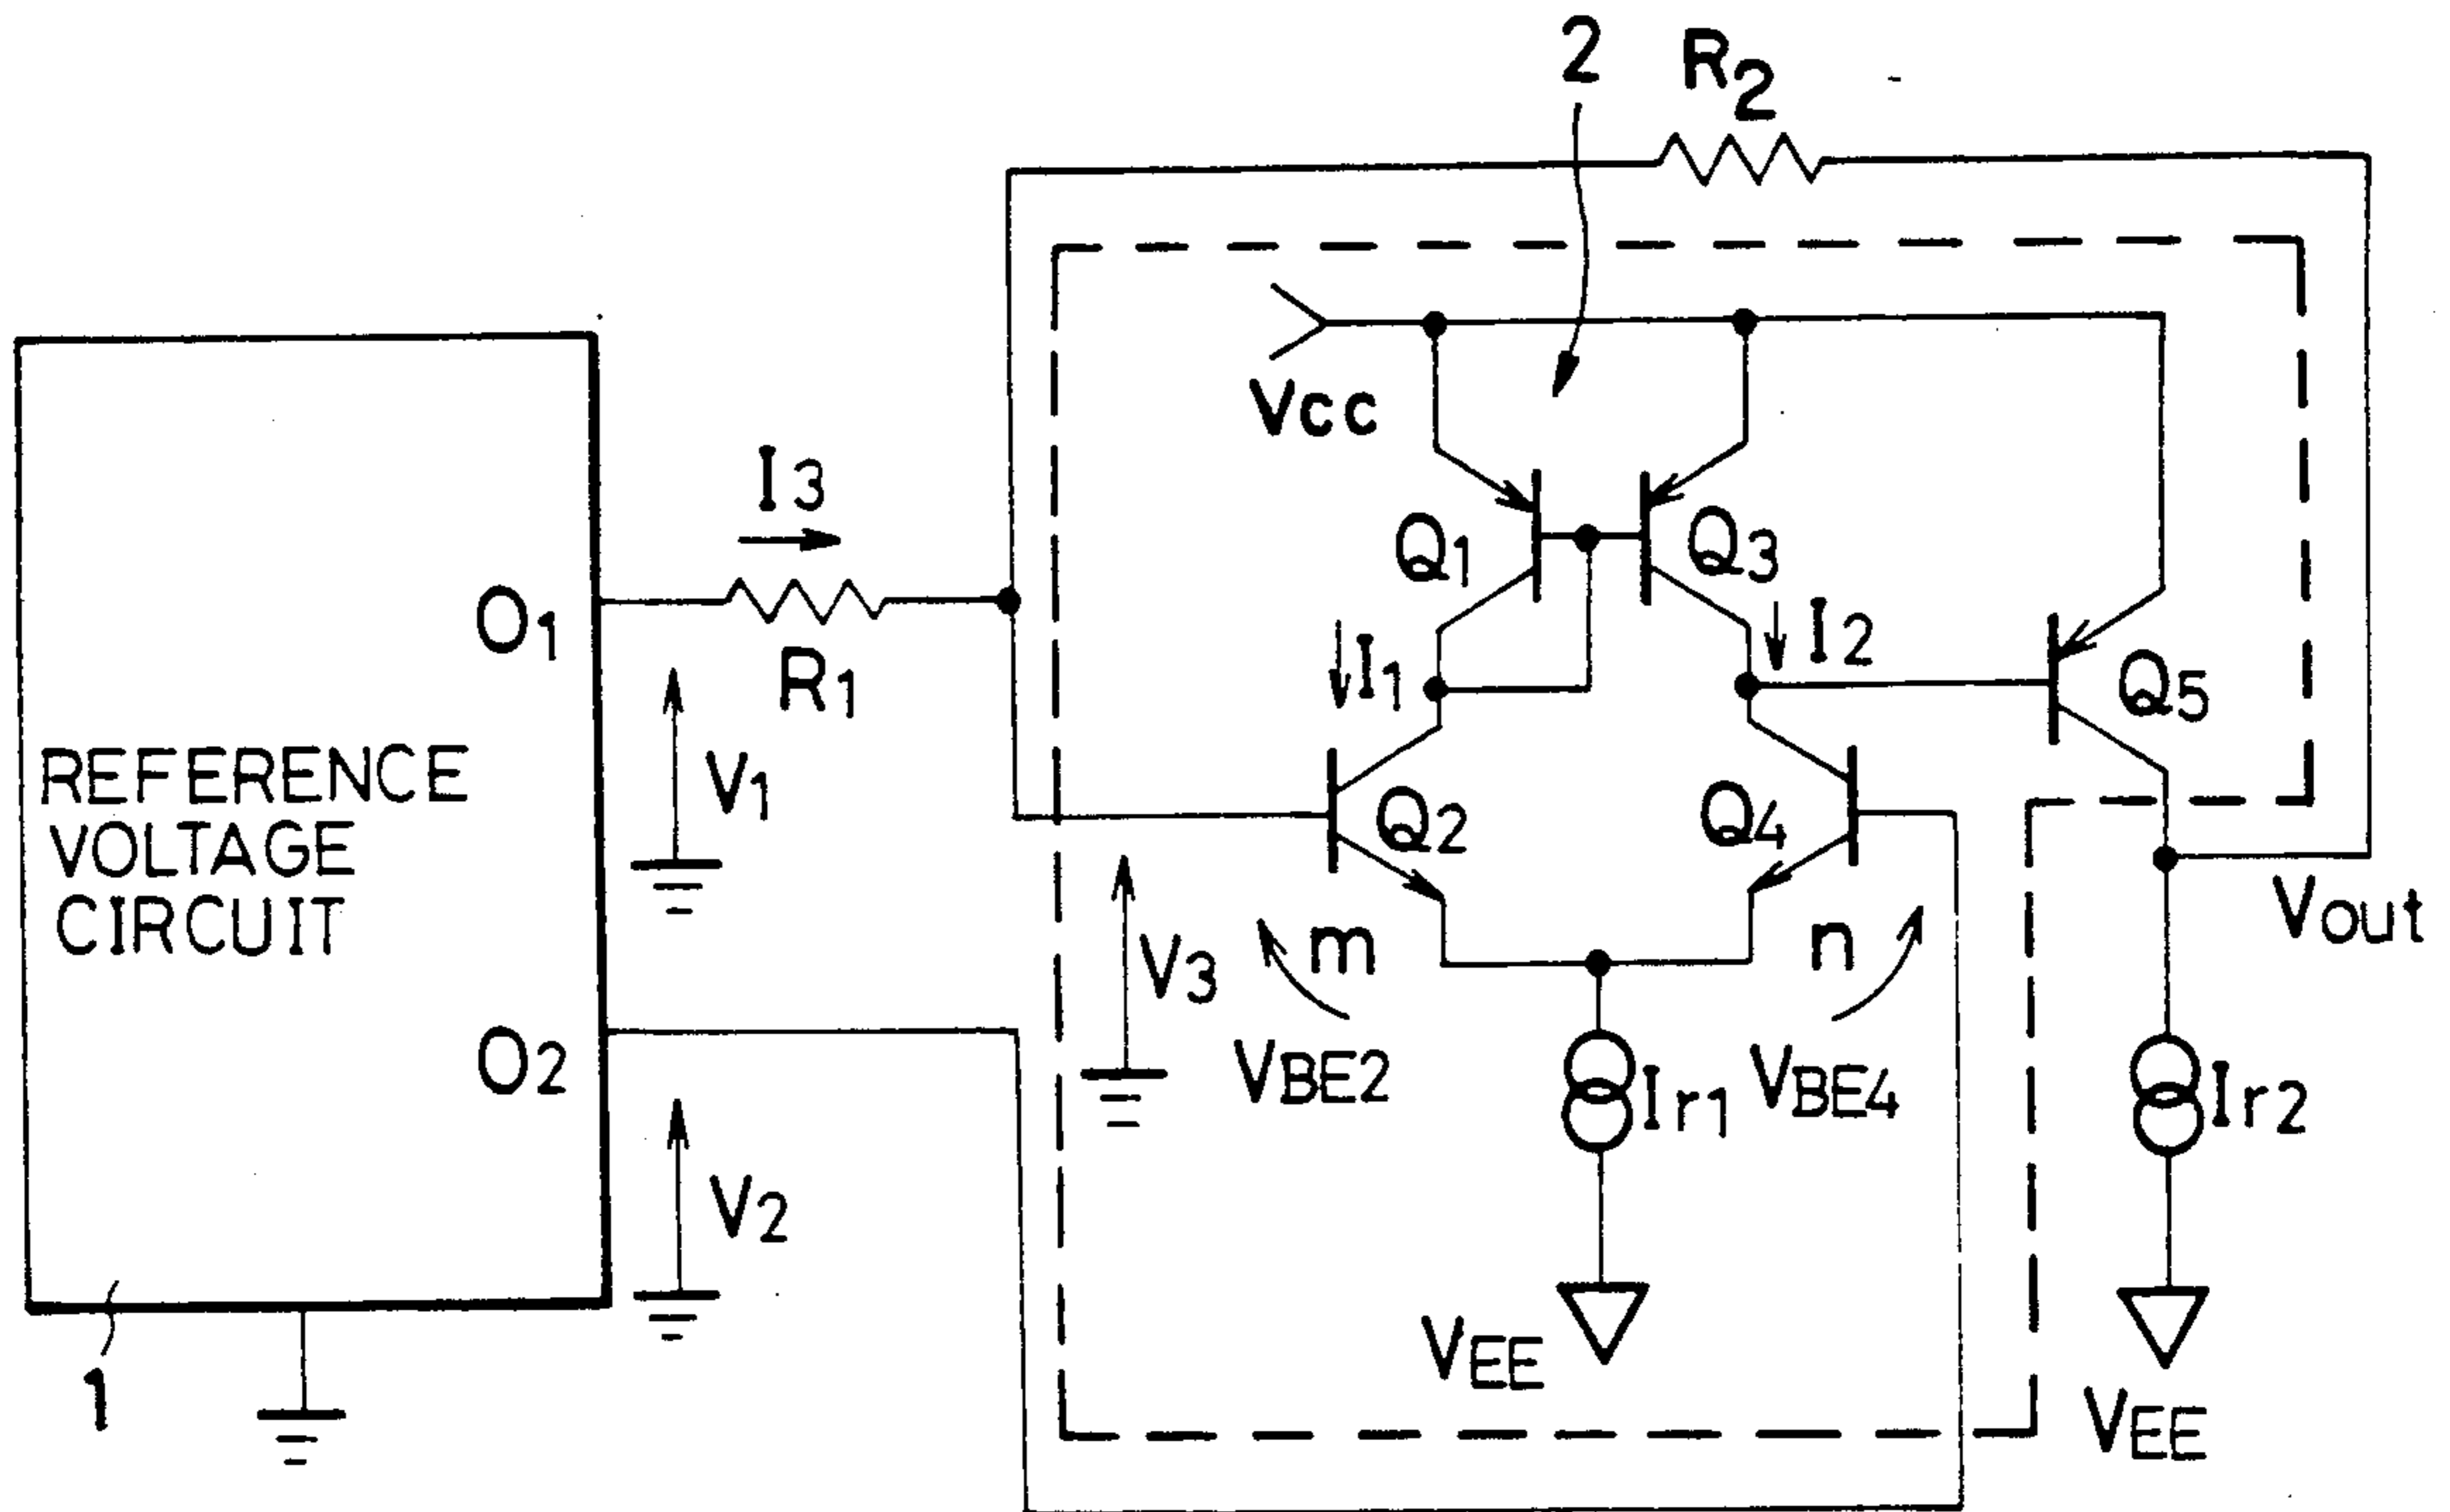 2
R2
Vcc
I3
Q1
Q3
O1
R1
I1
I2
Q5
REFERENCE
VOLTAGE
CIRCUIT
V1
Q2
Q4
Vout
V3
m
n
O2
VBE2
Ir1
VBE4
Ir2
V2
VEE
1
VEE